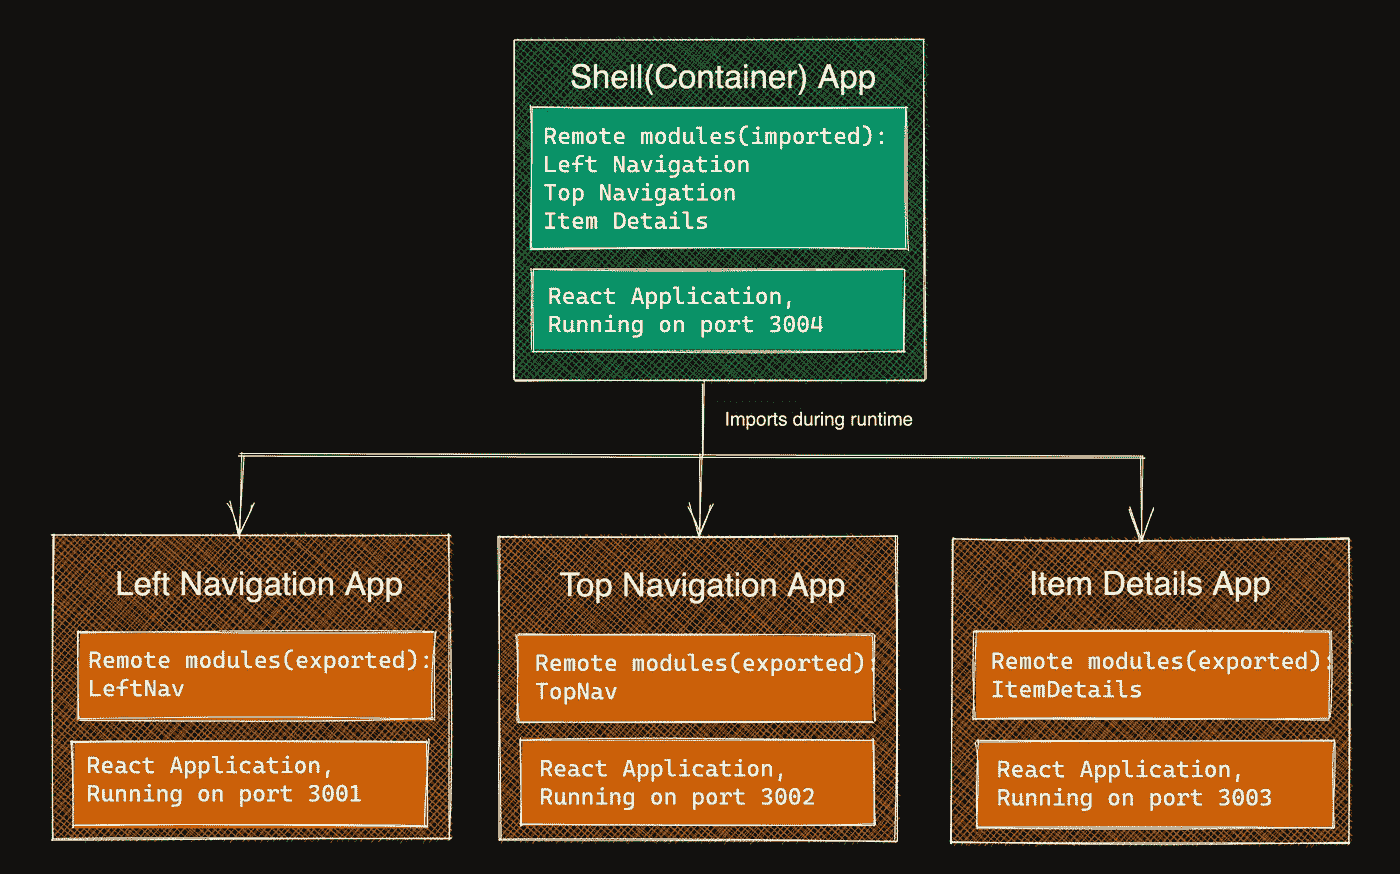 Shell(Container) App
Remote modules(imported):
Left Navigation
Top Navigation
Item Details
React Application,
Running on port 3004
Imports during runtime
Left Navigation App
Remote modules(exported):
LeftNav
React Application,
Running on port 3001
Top Navigation App
Remote modules(exported):
TopNav
React Application,
Running on port 3002
Item Details App
Remote modules(exported):
ItemDetails
React Application,
Running on port 3003